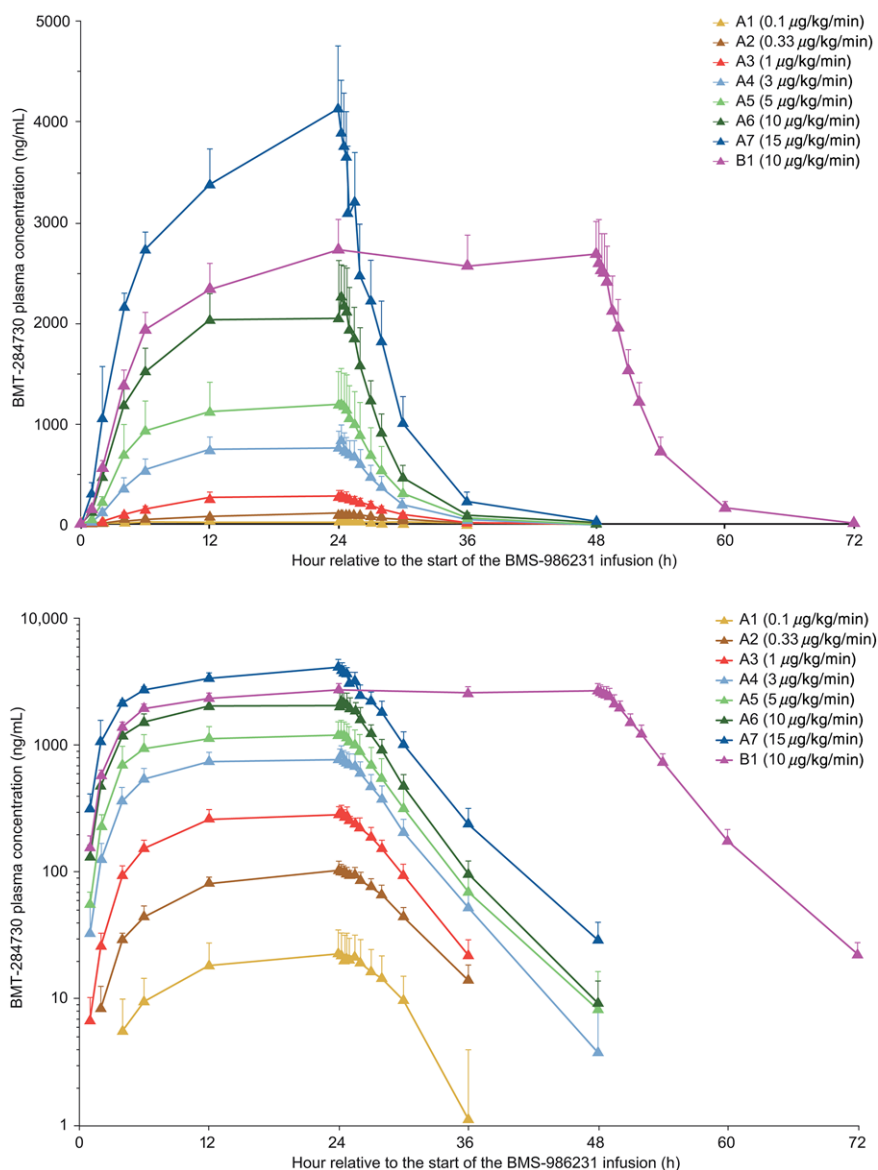 5000
4000
3000
2000
1000
0
BMT-284730 plasma concentration (ng/mL)
A1 (0.1 µg/kg/min)
A2 (0.33 µg/kg/min)
A3 (1 µg/kg/min)
A4 (3 µg/kg/min)
A5 (5 µg/kg/min)
A6 (10 µg/kg/min)
A7 (15 µg/kg/min)
B1 (10 µg/kg/min)
0 12 24 36 48 60 72
Hour relative to the start of the BMS-986231 infusion (h)
10,000
1000
100
10
1
BMT-284730 plasma concentration (ng/mL)
A1 (0.1 µg/kg/min)
A2 (0.33 µg/kg/min)
A3 (1 µg/kg/min)
A4 (3 µg/kg/min)
A5 (5 µg/kg/min)
A6 (10 µg/kg/min)
A7 (15 µg/kg/min)
B1 (10 µg/kg/min)
0 12 24 36 48 60 72
Hour relative to the start of the BMS-986231 infusion (h)